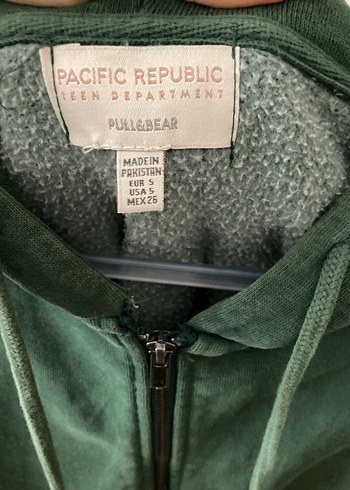 PACIFIC REPUBLIC
TEEN DEPARTMENT
PULL&BEAR
MADE IN
PAKISTAN
EUR S
USA S
MEX 26